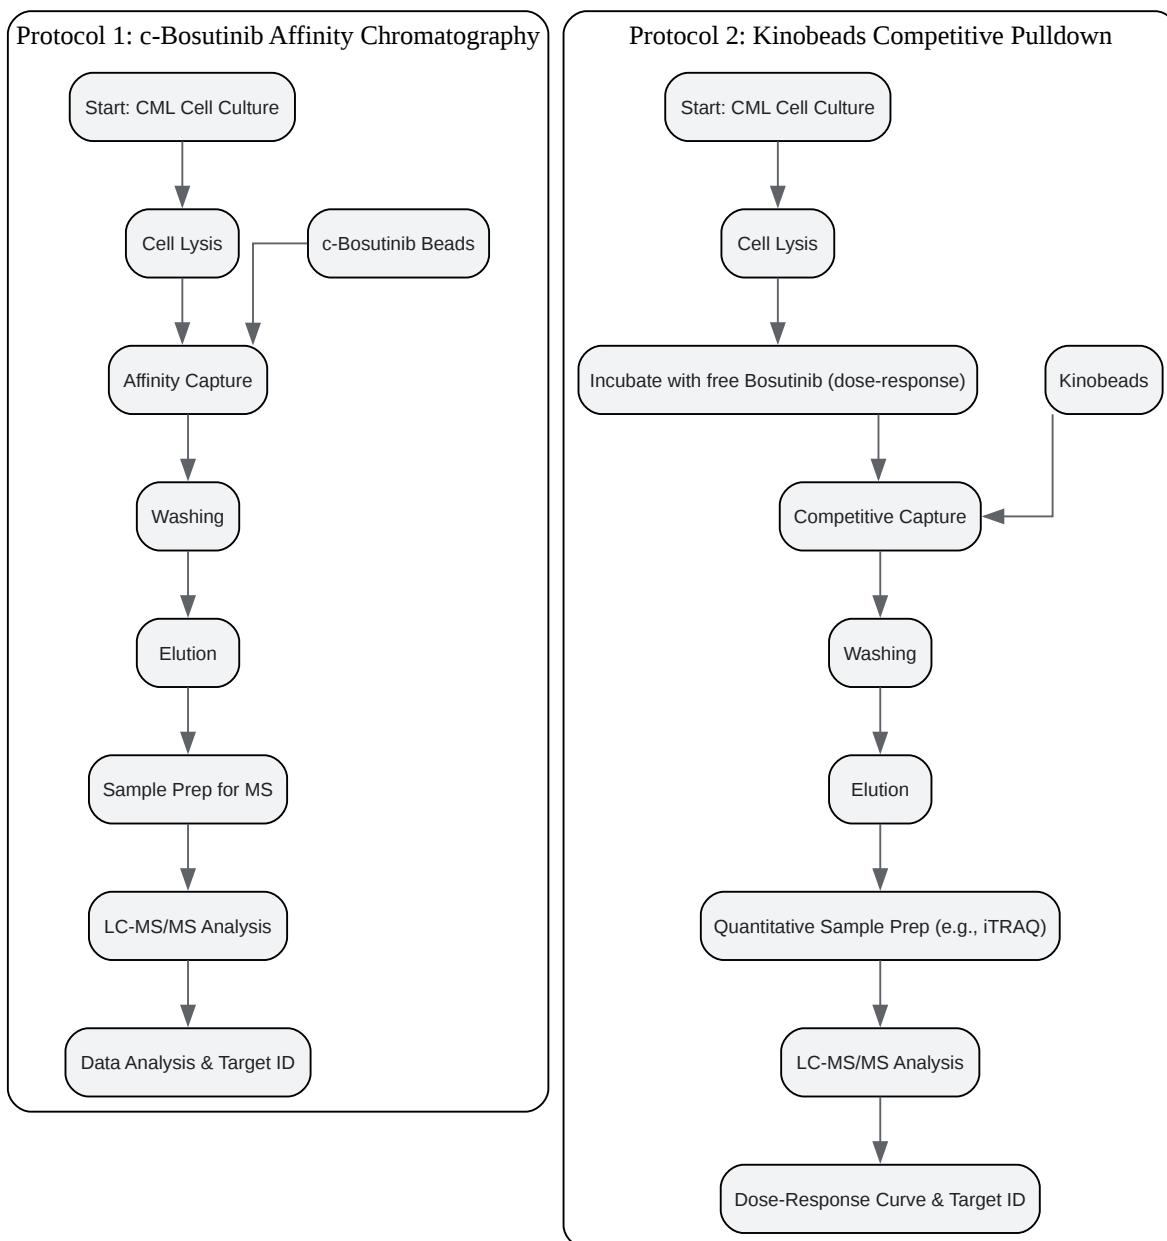 Protocol 1: c-Bosutinib Affinity Chromatography
Start: CML Cell Culture
Cell Lysis
c-Bosutinib Beads
Affinity Capture
Washing
Elution
Sample Prep for MS
LC-MS/MS Analysis
Data Analysis & Target ID
Protocol 2: Kinobeads Competitive Pulldown
Start: CML Cell Culture
Cell Lysis
Incubate with free Bosutinib (dose-response)
Kinobeads
Competitive Capture
Washing
Elution
Quantitative Sample Prep (e.g., iTRAQ)
LC-MS/MS Analysis
Dose-Response Curve & Target ID